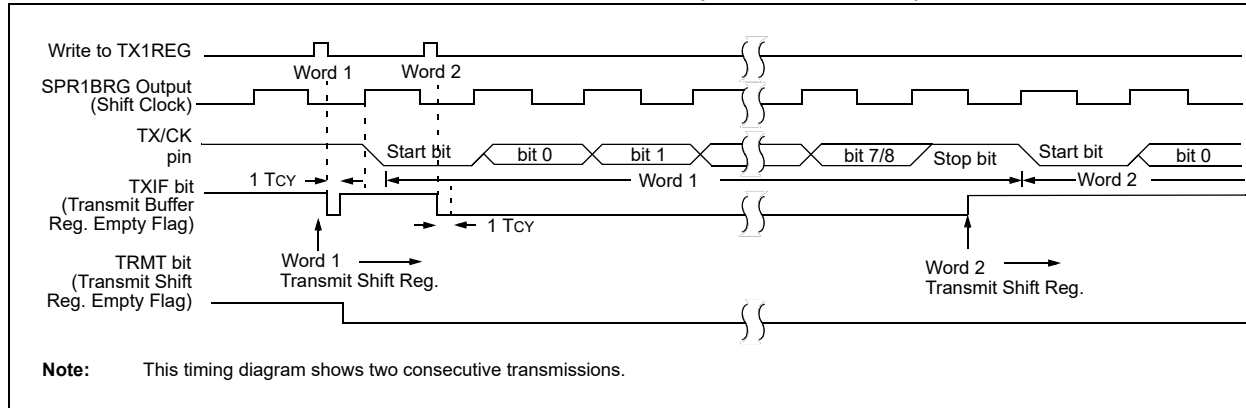 Write to TX1REG
Word 1
Word 2
SPR1BRG Output
(Shift Clock)
TX/CK
pin
Start bit
bit 0
bit 1
bit 7/8
Stop bit
Start bit
bit 0
1 TCY
Word 1
Word 2
TXIF bit
(Transmit Buffer
Reg. Empty Flag)
1 TCY
Word 1
Transmit Shift Reg.
Word 2
Transmit Shift Reg.
TRMT bit
(Transmit Shift
Reg. Empty Flag)
Note: This timing diagram shows two consecutive transmissions.